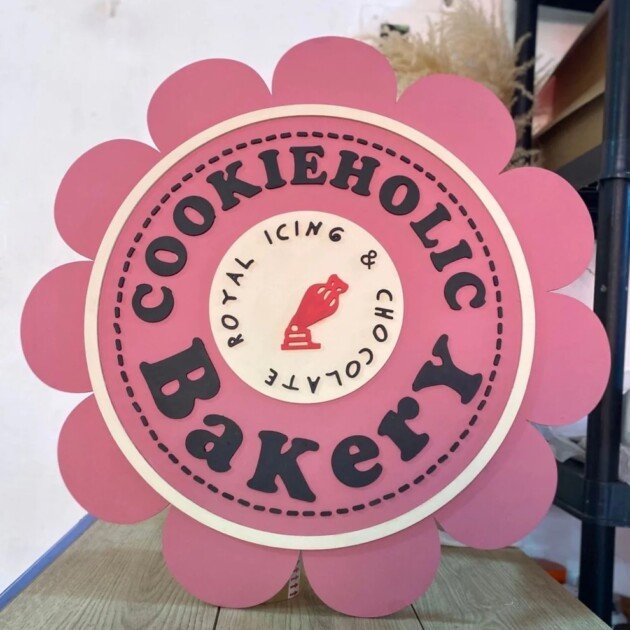 COOKIEHOLIC
BakerY
ROYAL ICING & CHOCOLATE